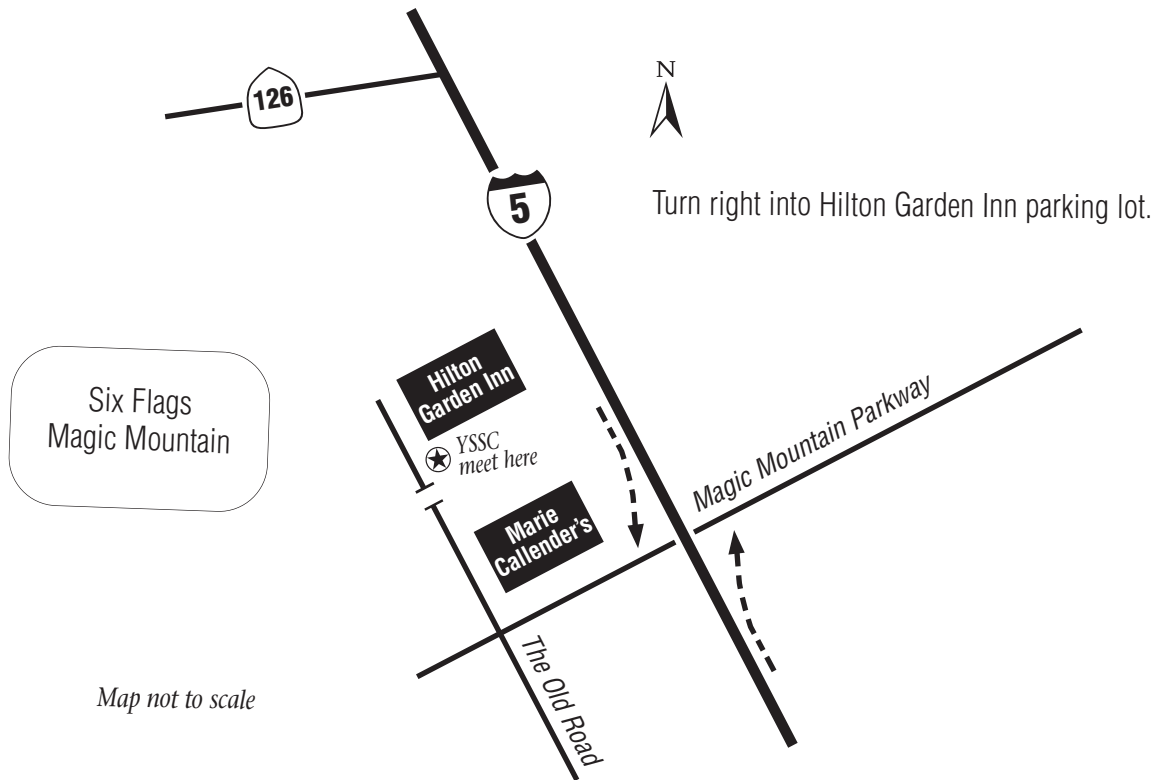 N
126
5
Turn right into Hilton Garden Inn parking lot.
Hilton
Garden Inn
Six Flags
Magic Mountain
YSSC
meet here
Magic Mountain Parkway
Marie
Callender's
The Old Road
Map not to scale